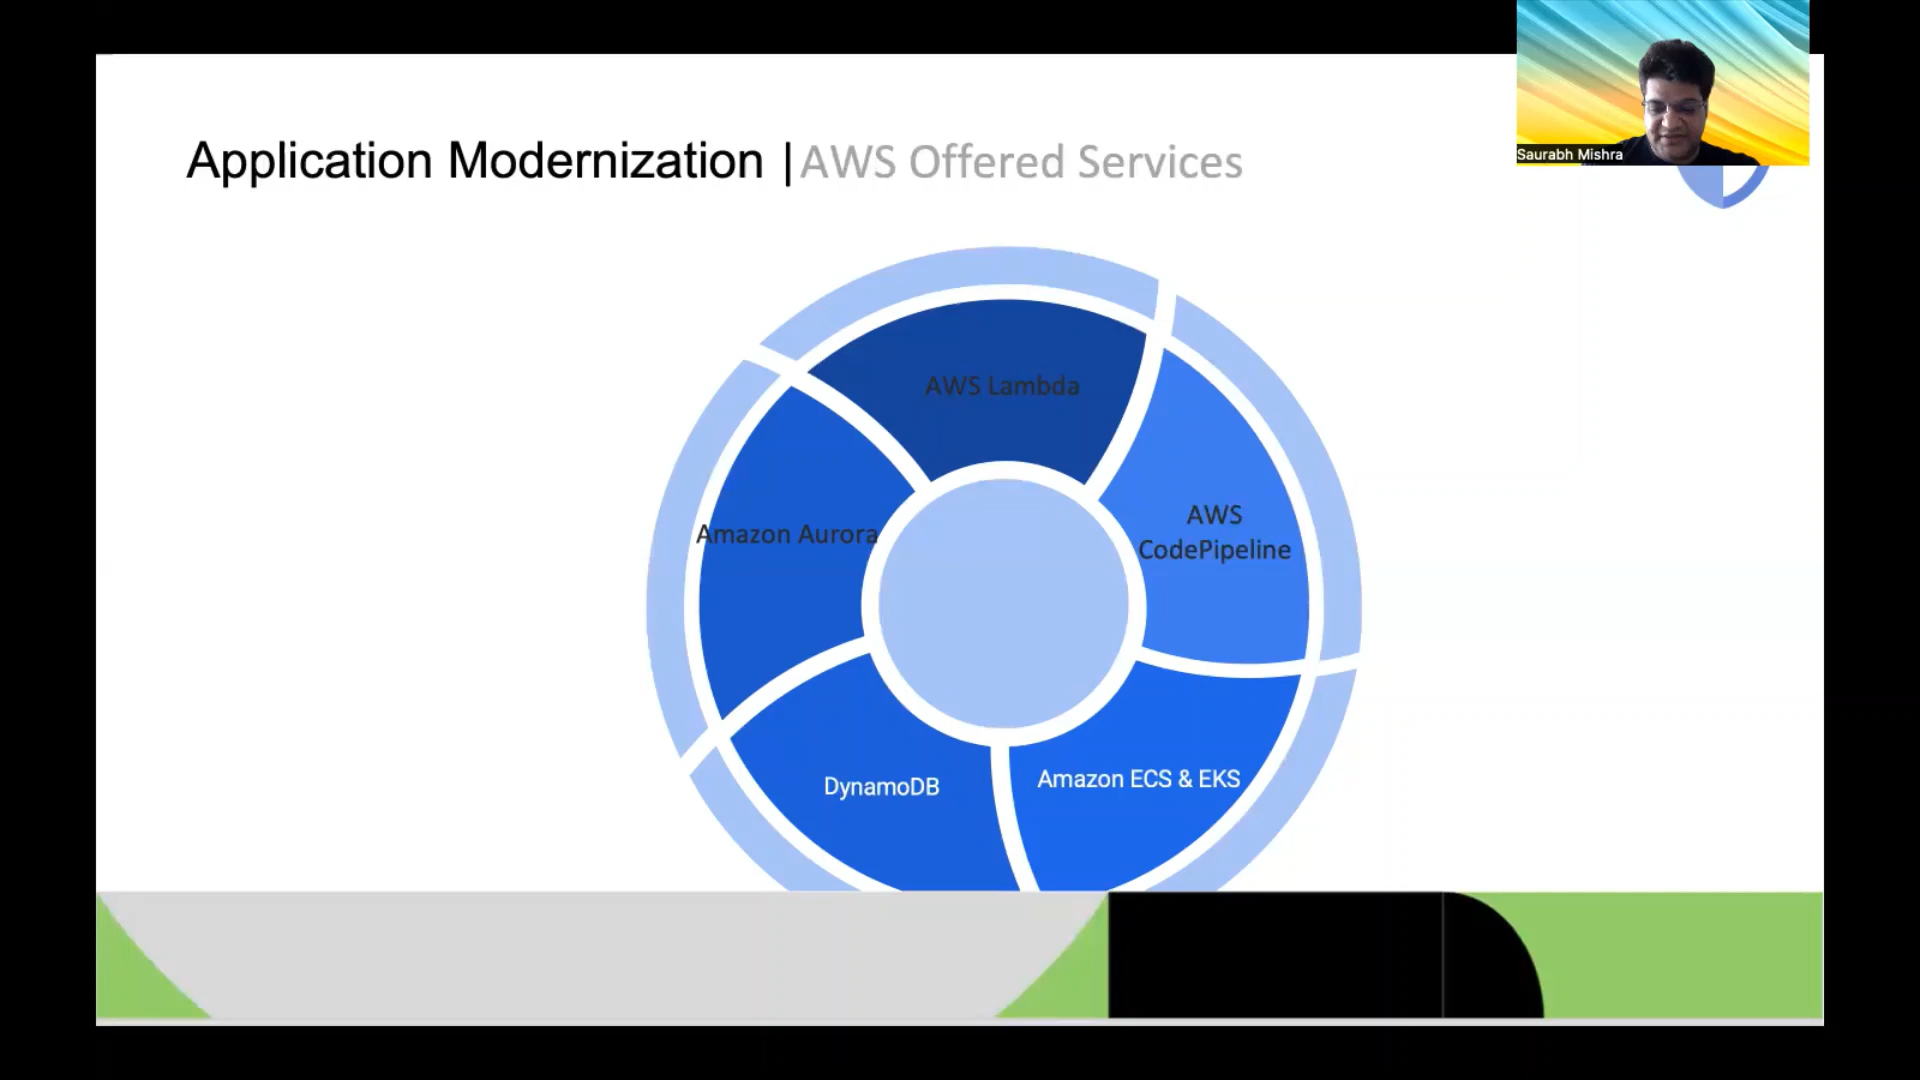 Saurabh Mishra
Application Modernization | AWS Offered Services
AWS Lambda
AWS
CodePipeline
Amazon Aurora
Amazon ECS & EKS
DynamoDB